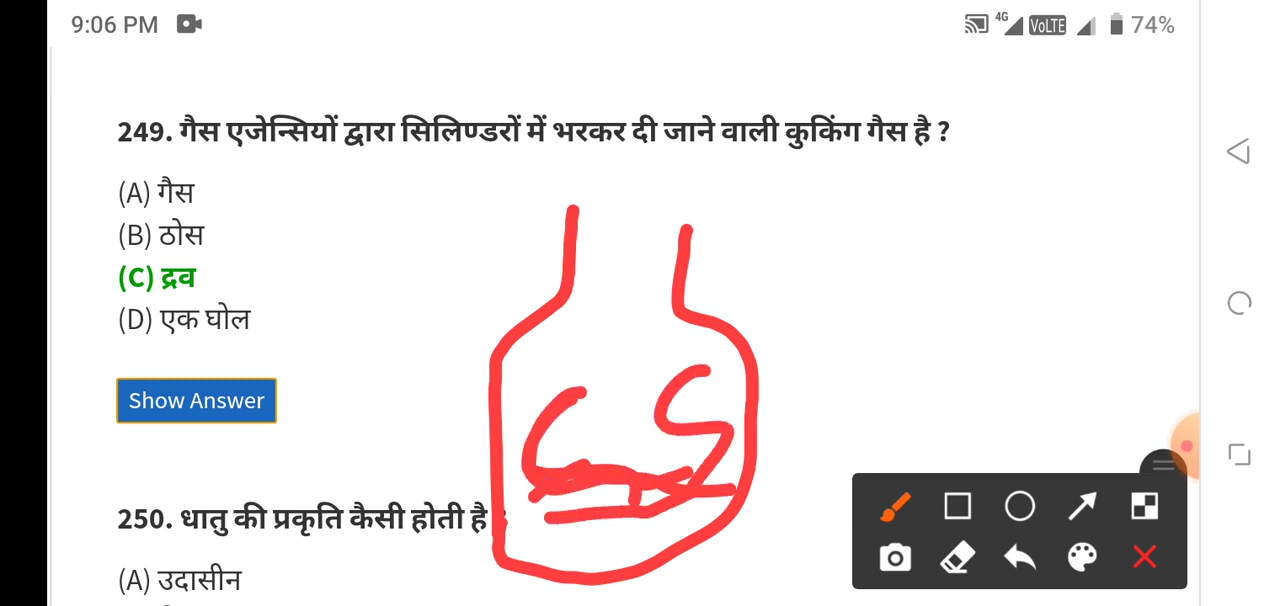 9:06 PM 4G VoLTE 74%
249. गैस एजेन्सियों द्वारा सिलिण्डरों में भरकर दी जाने वाली कुकिंग गैस है ?
(A) गैस
(B) ठोस
(C) द्रव
(D) एक घोल
Show Answer
250. धातु की प्रकृति कैसी होती है
(A) उदासीन